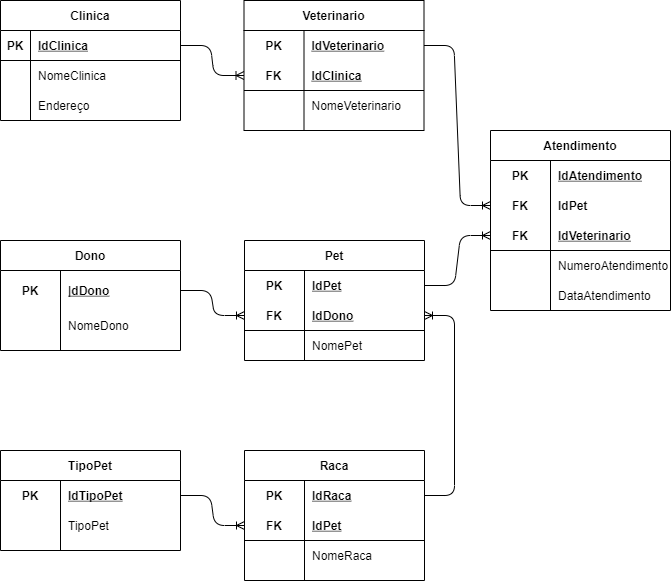 Clinica
PK IdClinica
NomeClinica
Endereço
Veterinario
PK IdVeterinario
FK IdClinica
NomeVeterinario
Atendimento
PK IdAtendimento
FK IdPet
FK IdVeterinario
NumeroAtendimento
DataAtendimento
Dono
PK IdDono
NomeDono
Pet
PK IdPet
FK IdDono
NomePet
TipoPet
PK IdTipoPet
TipoPet
Raca
PK IdRaca
FK IdPet
NomeRaca